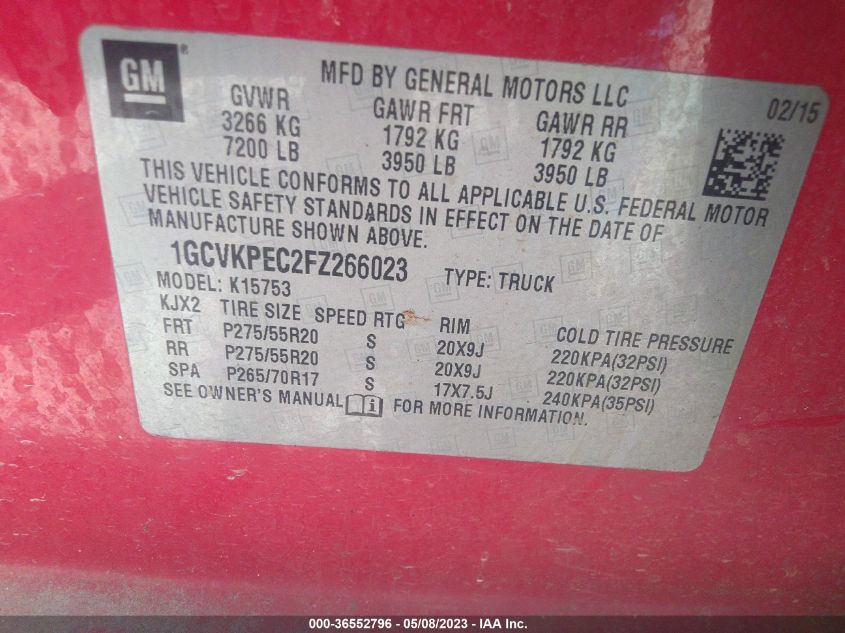 GM
®
MFD BY GENERAL MOTORS LLC
02/15
GVWR GAWR FRT GAWR RR
3266 KG 1792 KG 1792 KG
7200 LB 3950 LB 3950 LB
THIS VEHICLE CONFORMS TO ALL APPLICABLE U.S. FEDERAL MOTOR
VEHICLE SAFETY STANDARDS IN EFFECT ON THE DATE OF
MANUFACTURE SHOWN ABOVE.
1GCVKPEC2FZ266023 TYPE: TRUCK
MODEL: K15753
KJX2 TIRE SIZE SPEED RTG RIM COLD TIRE PRESSURE
FRT P275/55R20 S 20X9J 220KPA(32PSI)
RR P275/55R20 S 20X9J 220KPA(32PSI)
SPA P265/70R17 S 17X7.5J 240KPA(35PSI)
SEE OWNER'S MANUAL i FOR MORE INFORMATION.
000-36552796 - 05/08/2023 - IAA Inc.